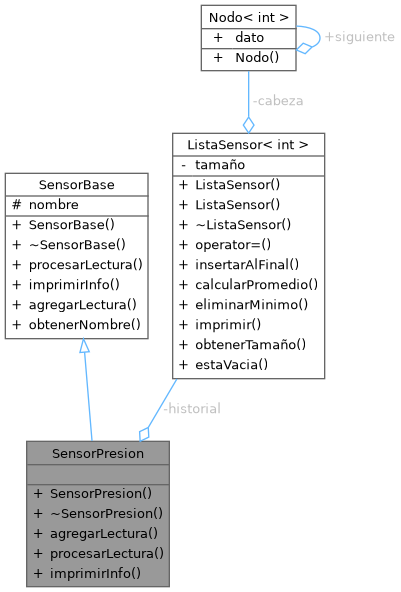 Nodo< int >
+ dato
+ Nodo()
+siguiente
-cabeza
ListaSensor< int >
- tamaño
+ ListaSensor()
+ ListaSensor()
+ ~ListaSensor()
+ operator=()
+ insertarAlFinal()
+ calcularPromedio()
+ eliminarMinimo()
+ imprimir()
+ obtenerTamaño()
+ estaVacia()
SensorBase
# nombre
+ SensorBase()
+ ~SensorBase()
+ procesarLectura()
+ imprimirInfo()
+ agregarLectura()
+ obtenerNombre()
-historial
SensorPresion
+ SensorPresion()
+ ~SensorPresion()
+ agregarLectura()
+ procesarLectura()
+ imprimirInfo()